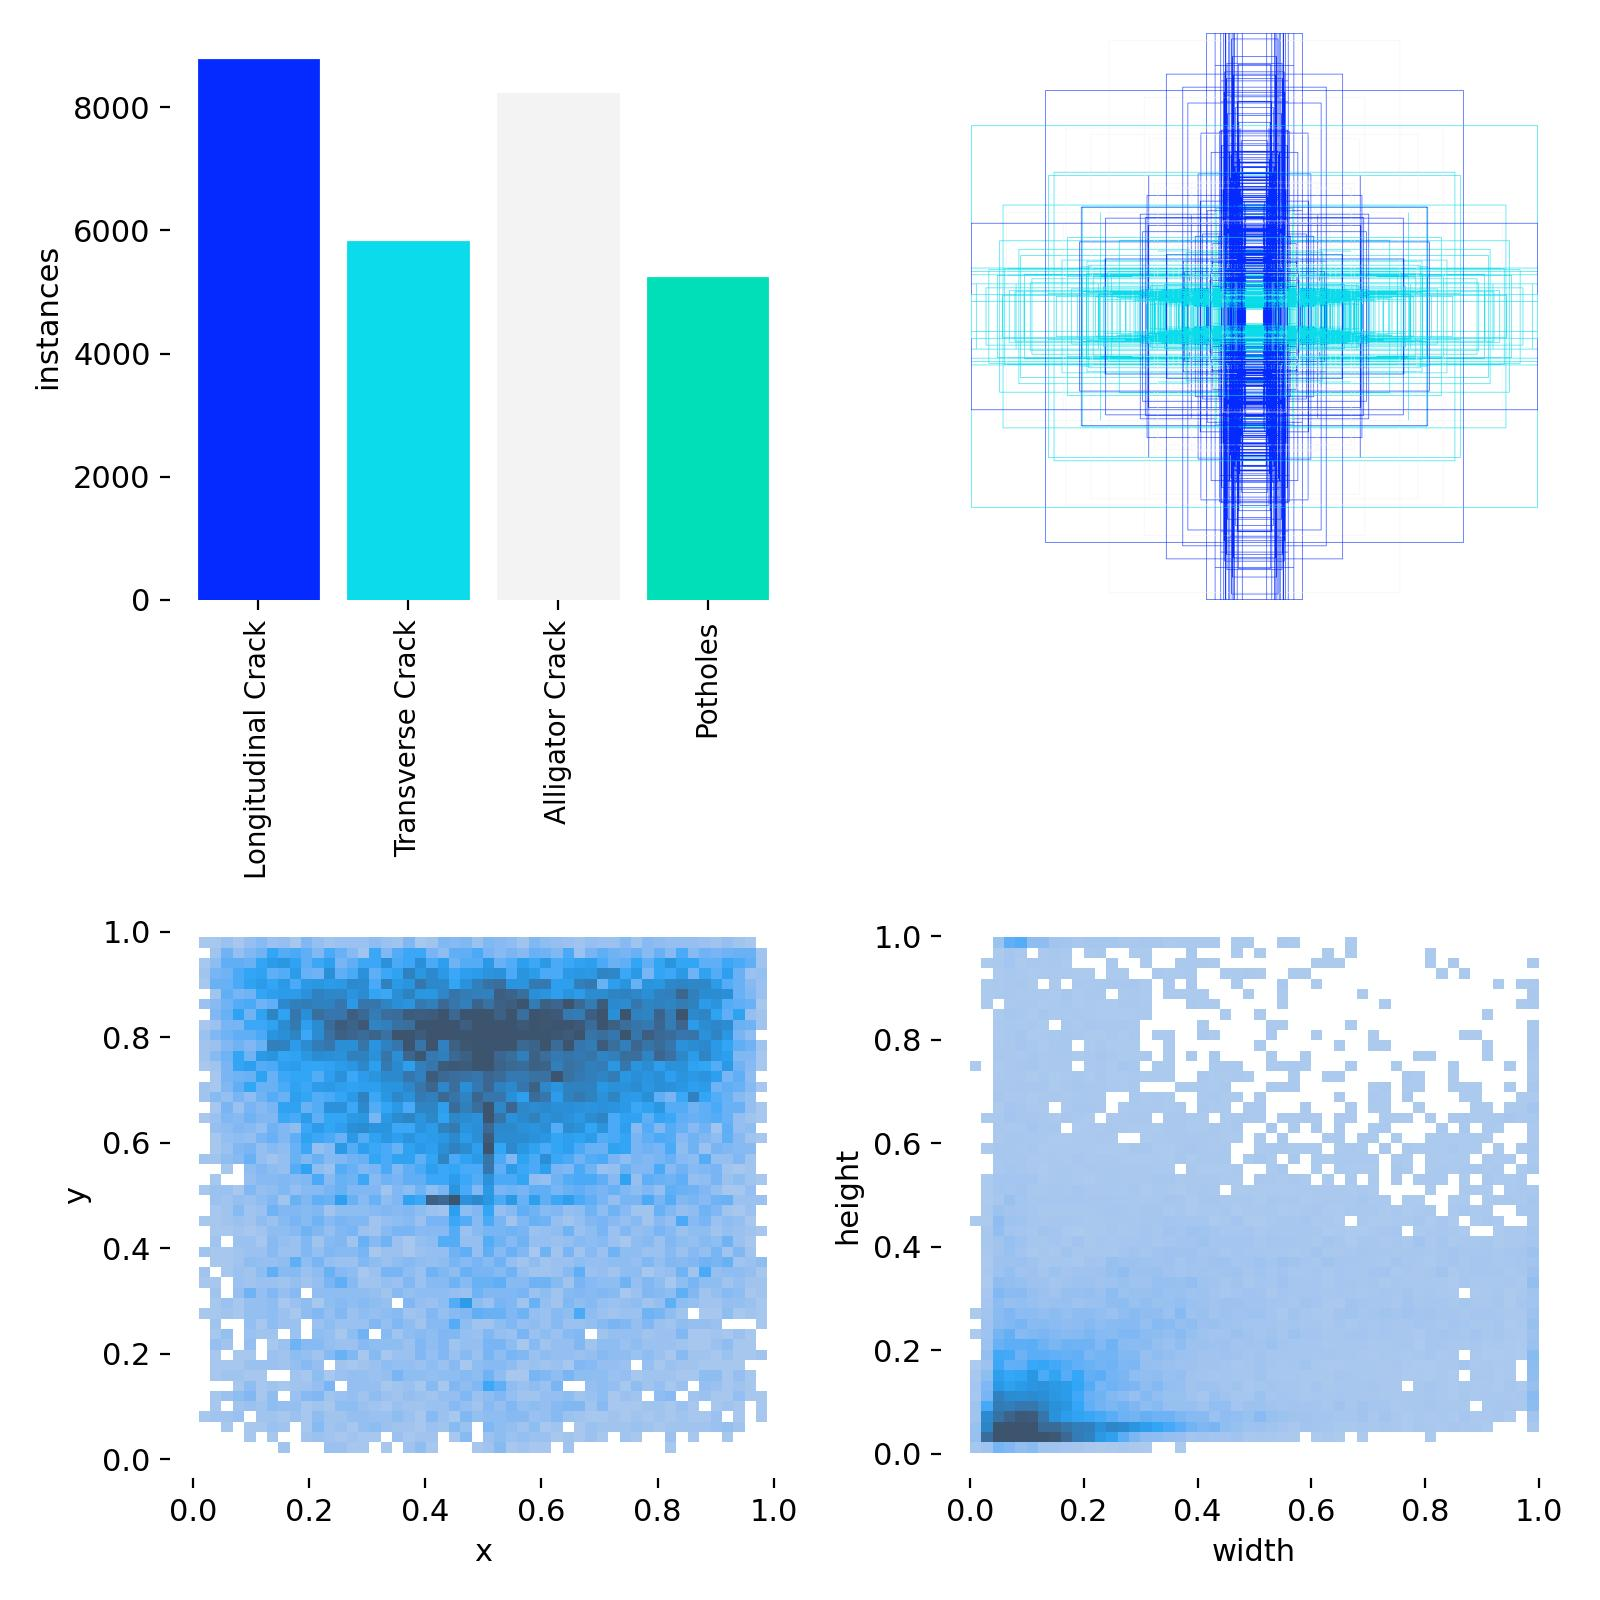 instances
8000
6000
4000
2000
0
Longitudinal Crack
Transverse Crack
Alligator Crack
Potholes
y
1.0
0.8
0.6
0.4
0.2
0.0
0.0 0.2 0.4 0.6 0.8 1.0
x
height
1.0
0.8
0.6
0.4
0.2
0.0
0.0 0.2 0.4 0.6 0.8 1.0
width